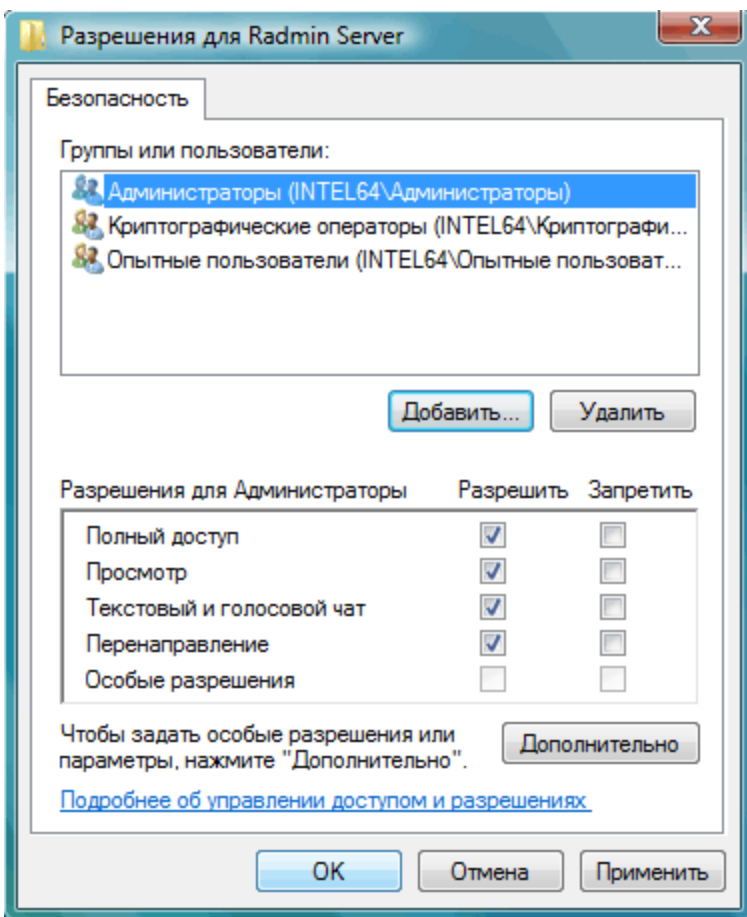 Разрешения для Radmin Server
Безопасность
Группы или пользователи:
Администраторы (INTEL64\Администраторы)
Криптографические операторы (INTEL64\Криптографи...
Опытные пользователи (INTEL64\Опытные пользоват...
Добавить... Удалить
Разрешения для Администраторы Разрешить Запретить
Полный доступ
Просмотр
Текстовый и голосовой чат
Перенаправление
Особые разрешения
Чтобы задать особые разрешения или
параметры, нажмите "Дополнительно".
Дополнительно
Подробнее об управлении доступом и разрешениях
OK Отмена Применить